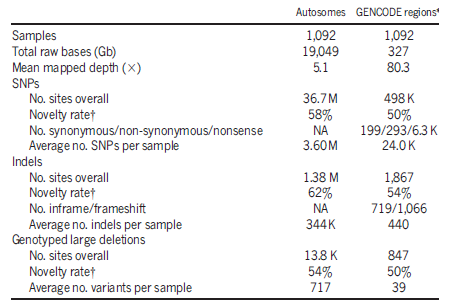 Autosomes GENCODE regions¶
Samples 1,092 1,092
Total raw bases (Gb) 19,049 327
Mean mapped depth (×) 5.1 80.3
SNPs
No. sites overall 36.7 M 498 K
Novelty rate† 58% 50%
No. synonymous/non-synonymous/nonsense NA 199/293/6.3 K
Average no. SNPs per sample 3.60 M 24.0 K
Indels
No. sites overall 1.38 M 1,867
Novelty rate† 62% 54%
No. inframe/frameshift NA 719/1,066
Average no. indels per sample 344 K 440
Genotyped large deletions
No. sites overall 13.8 K 847
Novelty rate† 54% 50%
Average no. variants per sample 717 39